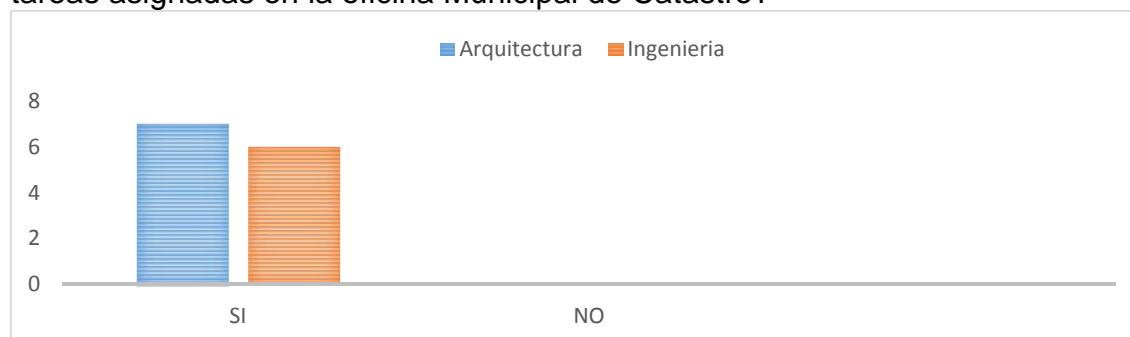 tareas asignadas en la oficina Municipal de Catastro?
Arquitectura Ingenieria
8
6
4
2
0
SI NO